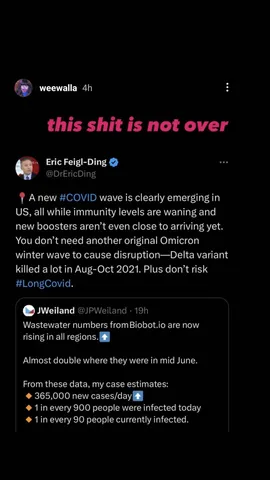 weewalla 4h
this shit is not over
Eric Feigl-Ding
@DrEricDing
📍A new #COVID wave is clearly emerging in
US, all while immunity levels are waning and
new boosters aren't even close to arriving yet.
You don't need another original Omicron
winter wave to cause disruption—Delta variant
killed a lot in Aug-Oct 2021. Plus don't risk
#LongCovid.
JWeiland @JPWeiland · 19h
Wastewater numbers from Biobot.io are now
rising in all regions.⬆️
Almost double where they were in mid June.
From these data, my case estimates:
🔸365,000 new cases/day⬆️
🔸1 in every 900 people were infected today
🔸1 in every 90 people currently infected.